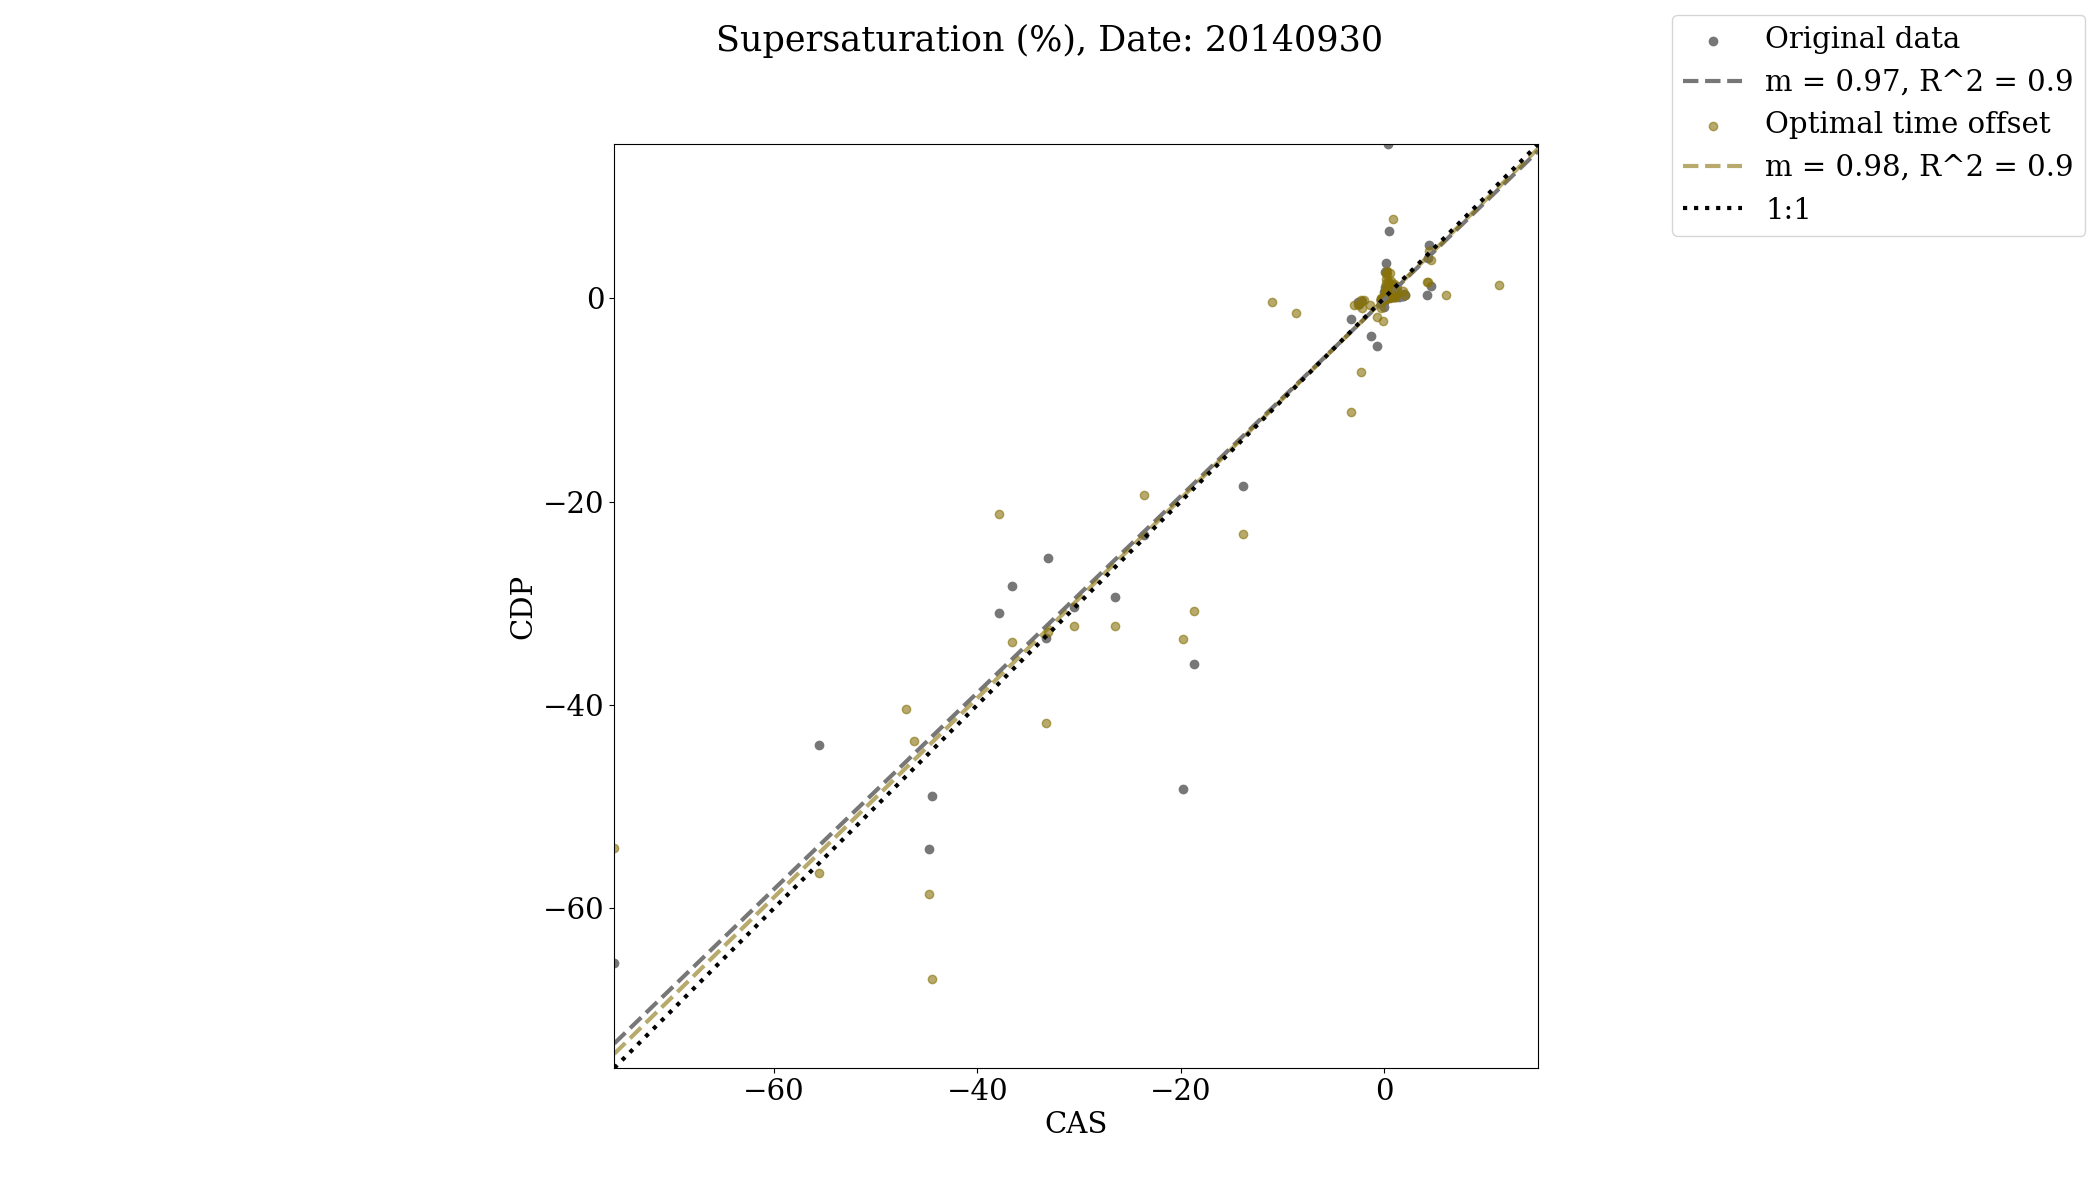 Supersaturation (%), Date: 20140930
Original data
m = 0.97, R^2 = 0.9
Optimal time offset
m = 0.98, R^2 = 0.9
1:1
0
−20
−40
−60
CDP
−60
−40
−20
0
CAS